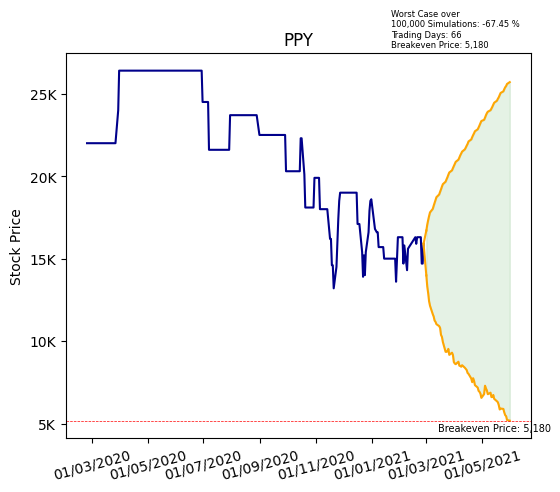 Worst Case over
100,000 Simulations: -67.45 %
Trading Days: 66
Breakeven Price: 5,180
PPY
Stock Price
25K
20K
15K
10K
5K
Breakeven Price: 5,180
01/03/2020 01/05/2020 01/07/2020 01/09/2020 01/11/2020 01/01/2021 01/03/2021 01/05/2021